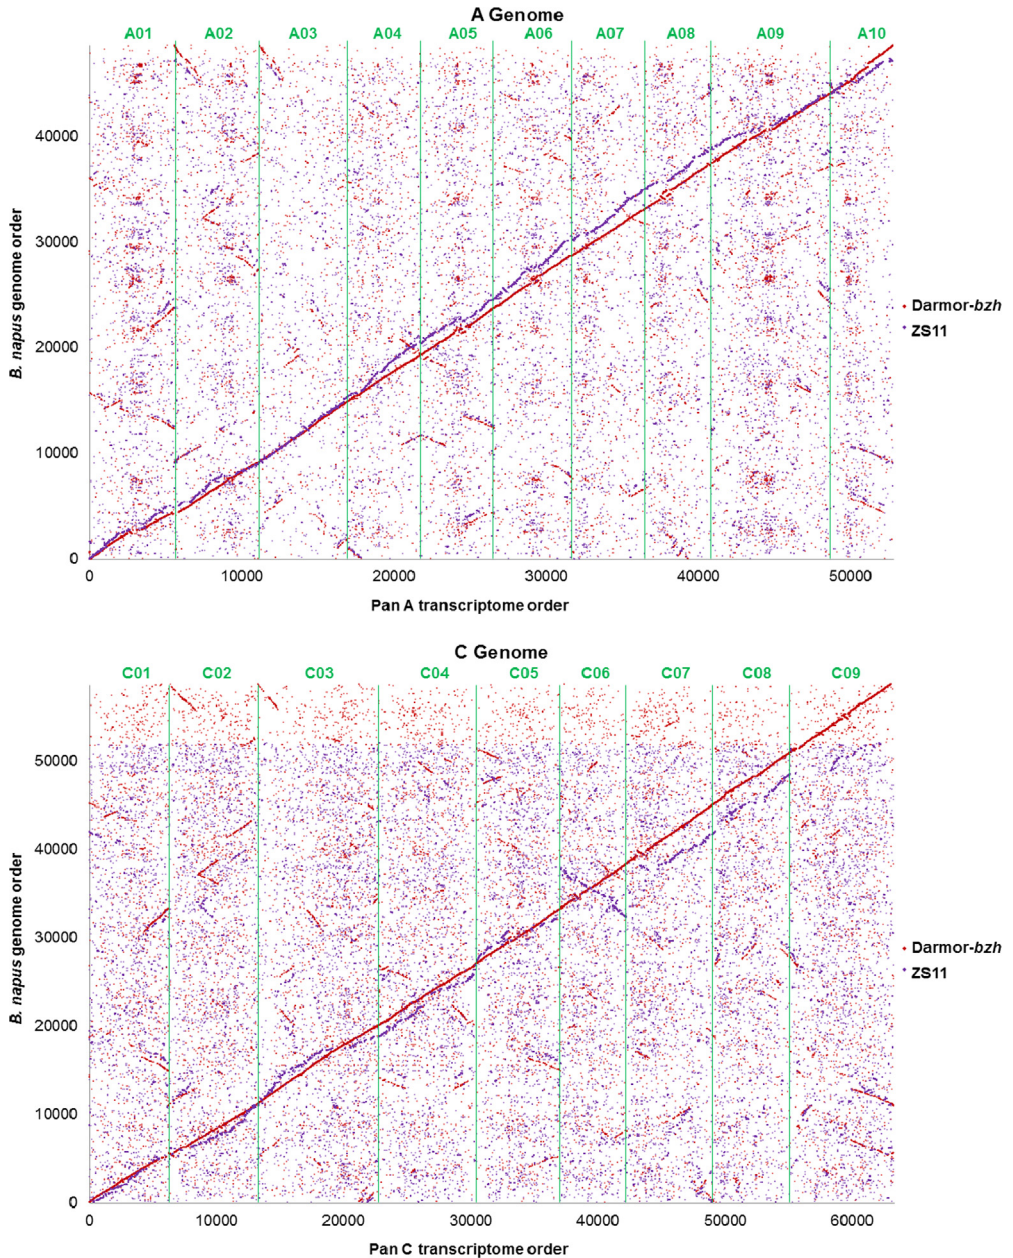 A Genome
A01 A02 A03 A04 A05 A06 A07 A08 A09 A10
40000
30000
20000
10000
0
B. napus genome order
0 10000 20000 30000 40000 50000
Pan A transcriptome order
Darmor-bzh
ZS11
C Genome
C01 C02 C03 C04 C05 C06 C07 C08 C09
50000
40000
30000
20000
10000
0
B. napus genome order
0 10000 20000 30000 40000 50000 60000
Pan C transcriptome order
Darmor-bzh
ZS11